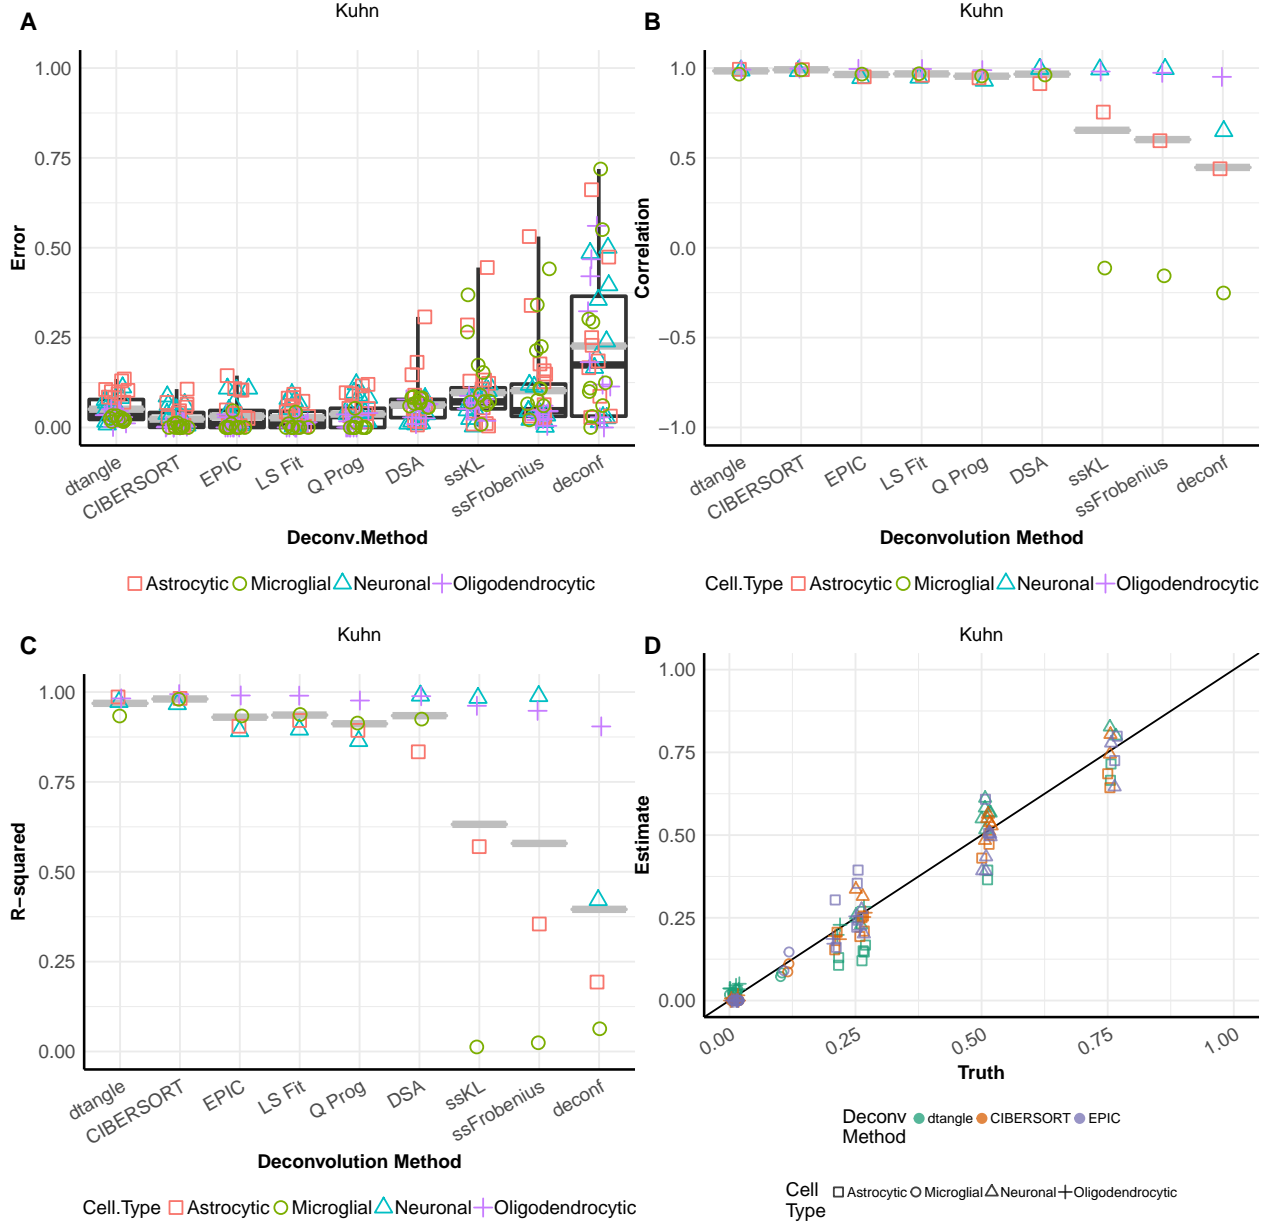 A
Kuhn
1.00
0.75
0.50
0.25
0.00
Error
dtangle
CIBERSORT
EPIC
LS Fit
Q Prog
DSA
ssKL
ssFrobenius
deconf
Deconv.Method
Astrocytic Microglial Neuronal Oligodendrocytic
B
Kuhn
1.0
0.5
0.0
−0.5
−1.0
Correlation
dtangle
CIBERSORT
EPIC
LS Fit
Q Prog
DSA
ssKL
ssFrobenius
deconf
Deconvolution Method
Cell.Type Astrocytic Microglial Neuronal Oligodendrocytic
C
Kuhn
1.00
0.75
0.50
0.25
0.00
R−squared
dtangle
CIBERSORT
EPIC
LS Fit
Q Prog
DSA
ssKL
ssFrobenius
deconf
Deconvolution Method
Cell.Type Astrocytic Microglial Neuronal Oligodendrocytic
D
Kuhn
1.00
0.75
0.50
0.25
0.00
Estimate
0.00
0.25
0.50
0.75
1.00
Truth
Deconv
Method
dtangle CIBERSORT EPIC
Cell
Type
Astrocytic Microglial Neuronal Oligodendrocytic